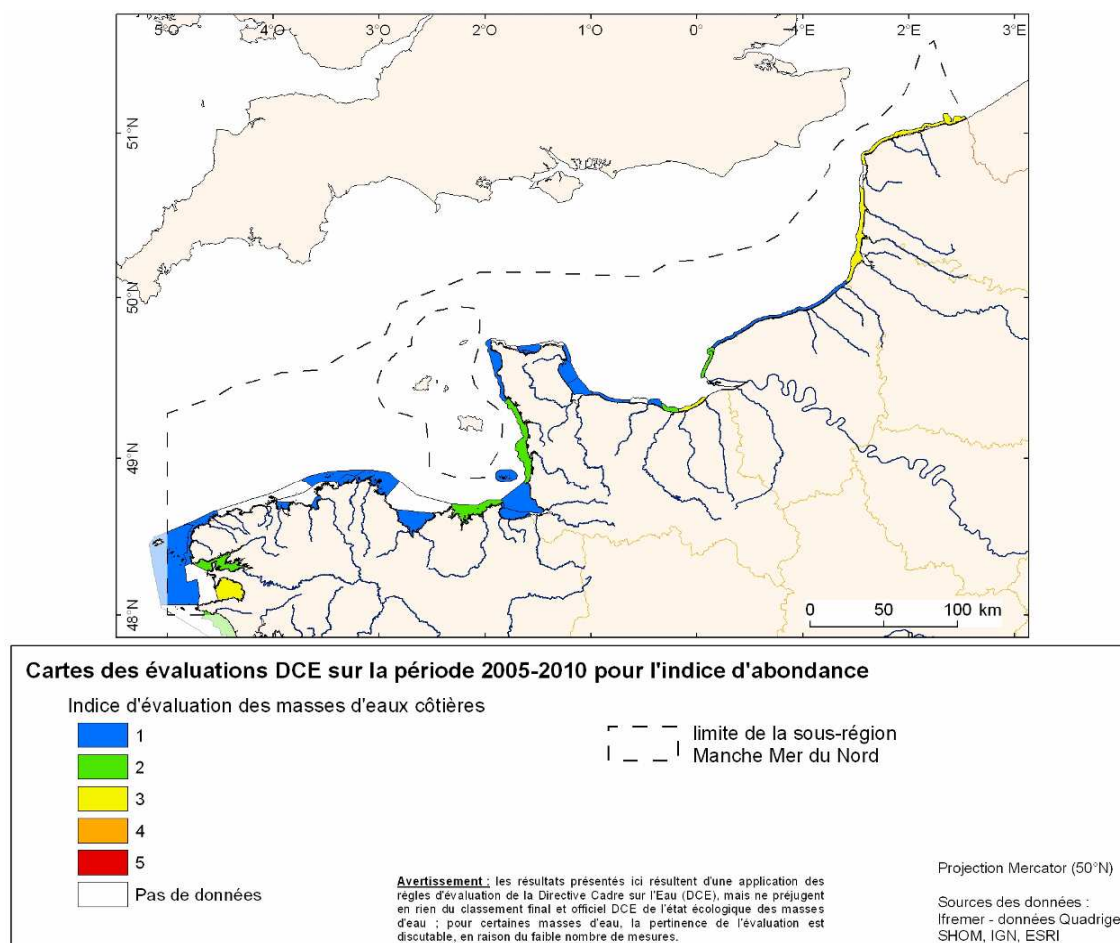 5°O 4°O 3°O 2°O 1°O 0° 1°E 2°E 3°E
51°N
50°N
49°N
48°N
0 50 100 km
Cartes des évaluations DCE sur la période 2005-2010 pour l'indice d'abondance
Indice d'évaluation des masses d'eaux côtières
1
2
3
4
5
Pas de données
limite de la sous-région
Manche Mer du Nord
Avertissement : les résultats présentés ici résultent d'une application des
règles d'évaluation de la Directive Cadre sur l'Eau (DCE), mais ne préjugent
en rien du classement final et officiel DCE de l'état écologique des masses
d'eau ; pour certaines masses d'eau, la pertinence de l'évaluation est
discutable, en raison du faible nombre de mesures.
Projection Mercator (50°N)
Sources des données :
Ifremer - données Quadrige
SHOM, IGN, ESRI